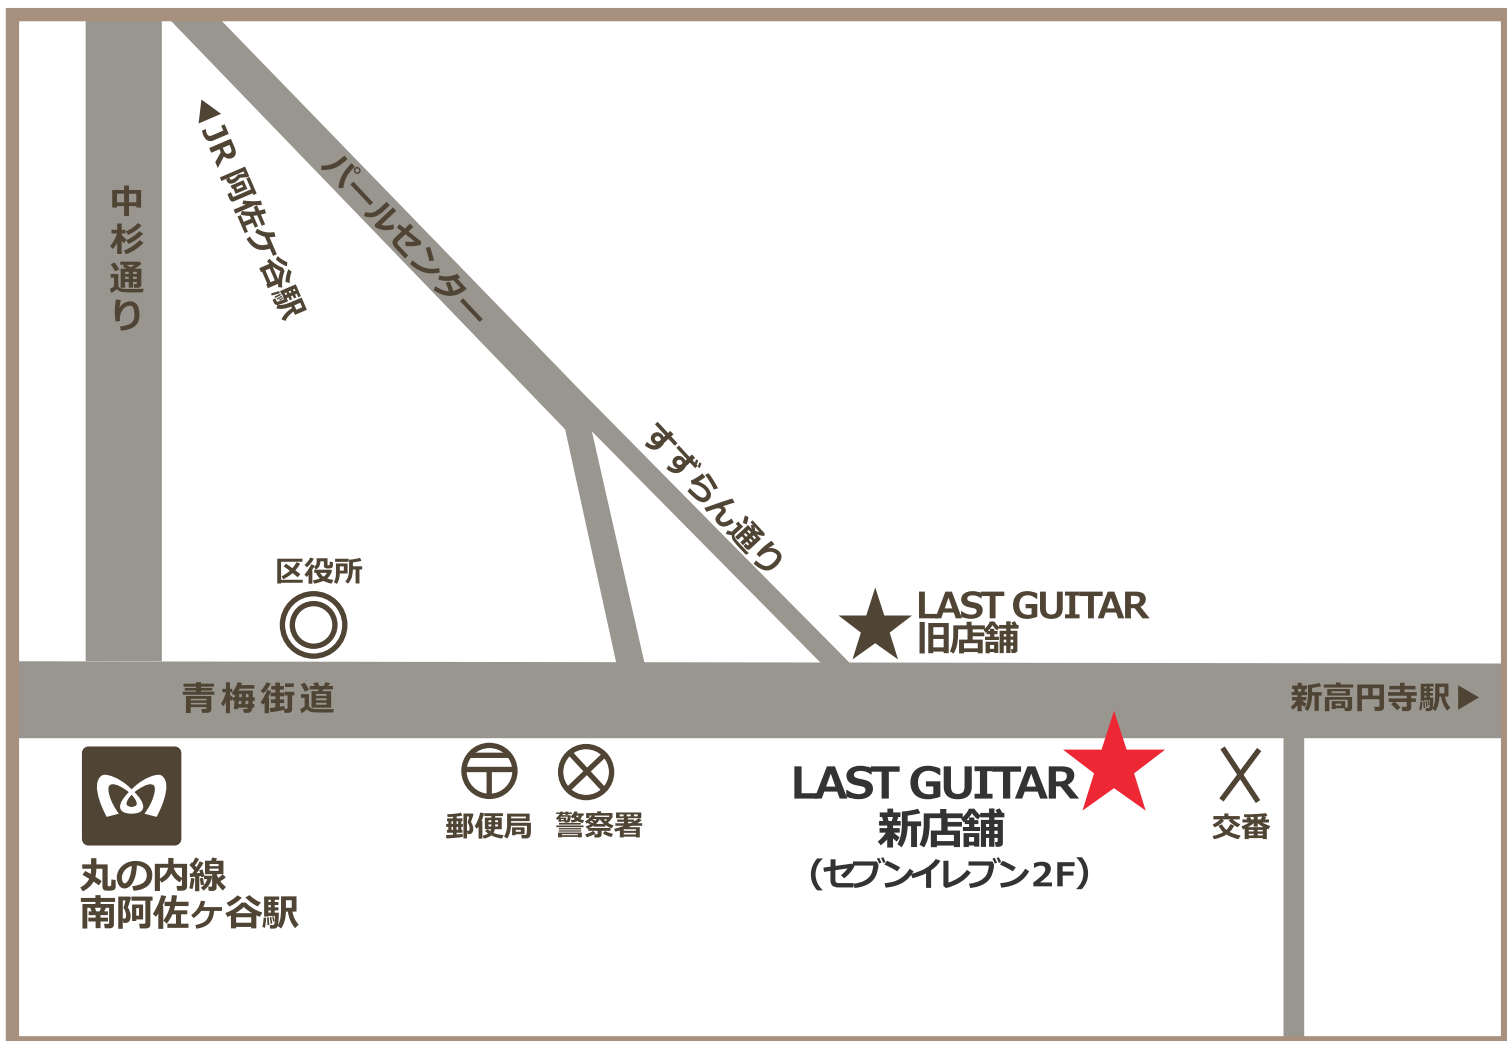 中杉通り
JR 阿佐ケ谷駅
パールセンター
すずらん通り
区役所
LAST GUITAR
旧店舗
青梅街道
新高円寺駅
郵便局
警察署
LAST GUITAR
新店舗
（セブンイレブン2F）
交番
丸の内線
南阿佐ヶ谷駅